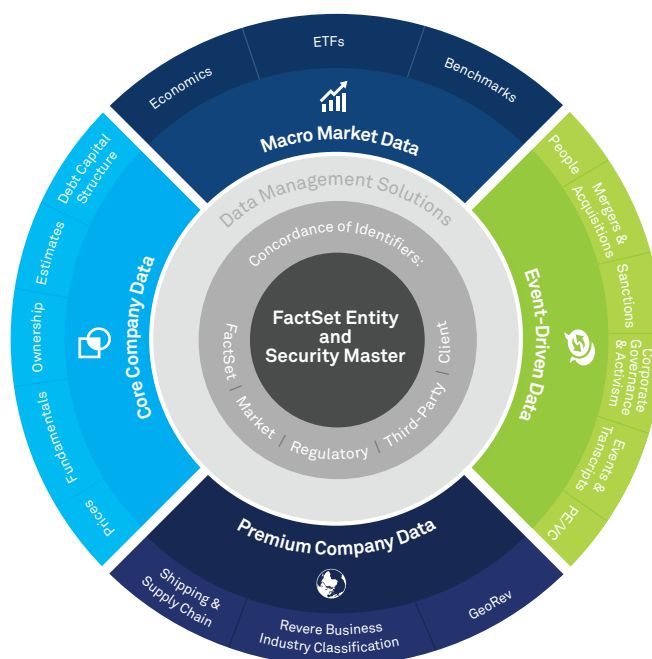 Economics
ETFs
Benchmarks
Macro Market Data
People
Mergers &
Acquisitions
Sanctions
Corporate
Governance
& Activism
Events &
Transcripts
PE/VC
Event-Driven Data
Debt Capital
Structure
Estimates
Ownership
Fundamentals
Prices
Core Company Data
Data Management Solutions
Concordance of Identifiers:
FactSet | Market | Regulatory | Third-Party | Client
FactSet Entity
and
Security Master
Premium Company Data
Shipping &
Supply Chain
Revere Business
Industry Classification
GeoRev